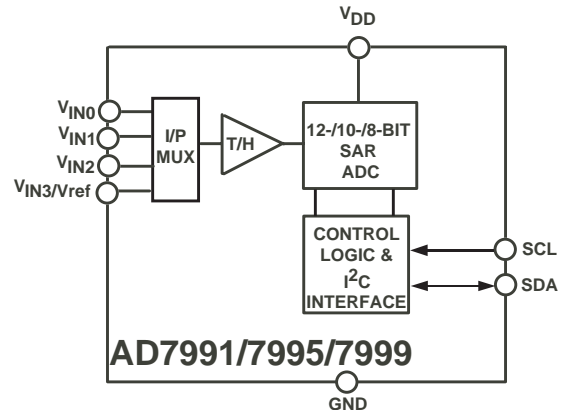 VDD
VIN0
VIN1
VIN2
VIN3/Vref
I/P
MUX
T/H
12-/10-/8-BIT
SAR
ADC
CONTROL
LOGIC &
I2C
INTERFACE
SCL
SDA
AD7991/7995/7999
GND